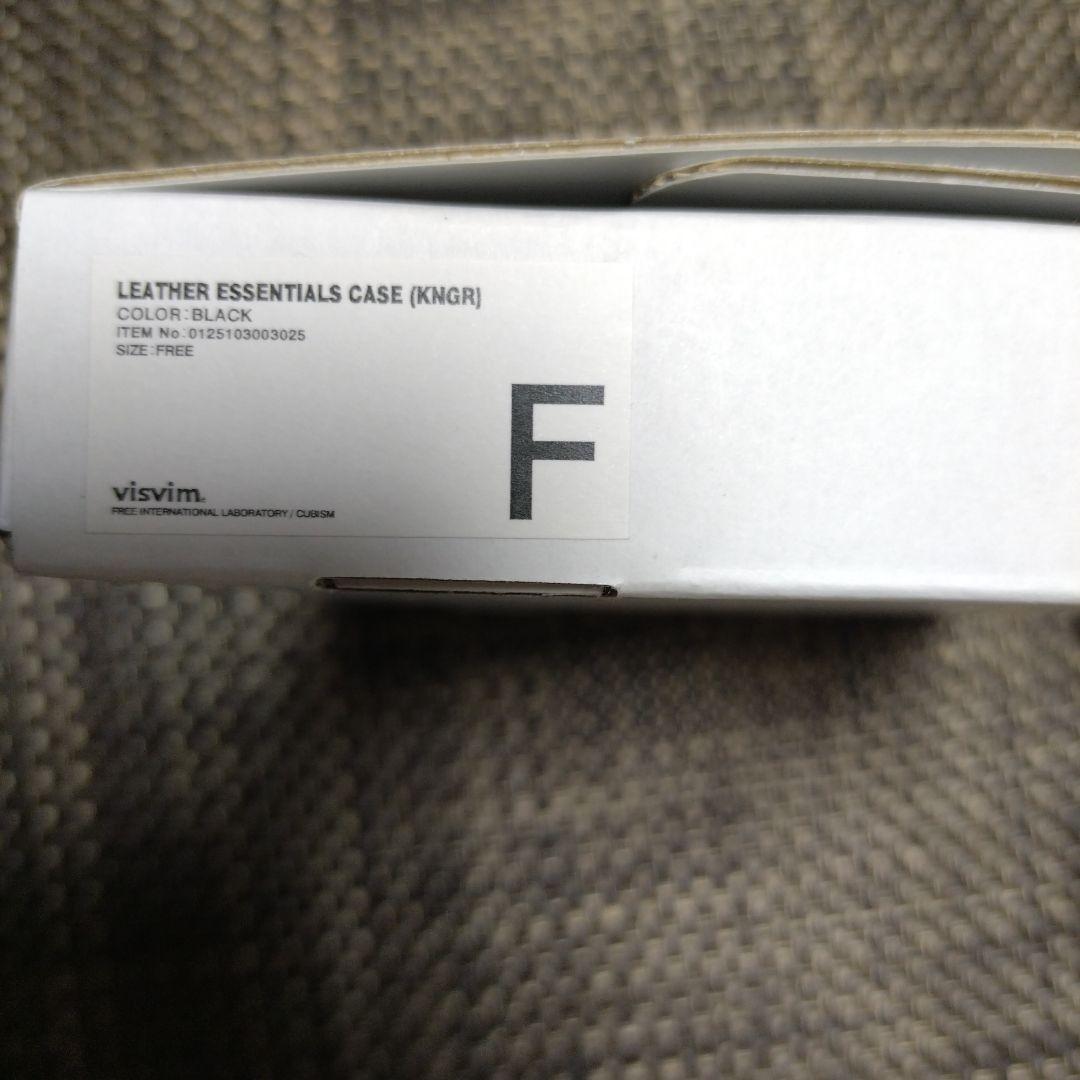 LEATHER ESSENTIALS CASE (KNGR)
COLOR:BLACK
ITEM No:0125103003025
SIZE:FREE
F
visvim
FREE INTERNATIONAL LABORATORY / CUBISM